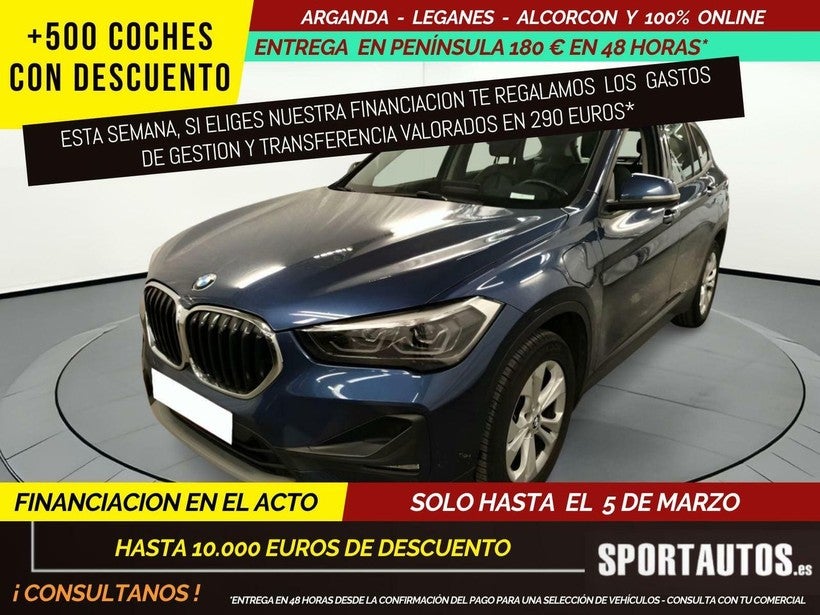 +500 COCHES
CON DESCUENTO
ARGANDA - LEGANES - ALCORCON Y 100% ONLINE
ENTREGA EN PENÍNSULA 180 € EN 48 HORAS*
ESTA SEMANA, SI ELIGES NUESTRA FINANCIACION TE REGALAMOS LOS GASTOS
DE GESTION Y TRANSFERENCIA VALORADOS EN 290 EUROS*
FINANCIACION EN EL ACTO
SOLO HASTA EL 5 DE MARZO
HASTA 10.000 EUROS DE DESCUENTO
SPORTAUTOS.es
¡ CONSULTANOS !
*ENTREGA EN 48 HORAS DESDE LA CONFIRMACIÓN DEL PAGO PARA UNA SELECCIÓN DE VEHÍCULOS - CONSULTA CON TU COMERCIAL